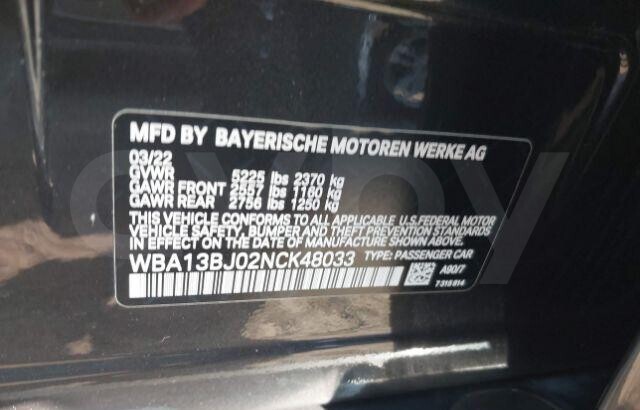 MFD BY BAYERISCHE MOTOREN WERKE AG
03/22
GVWR 5225 lbs 2370 kg
GAWR FRONT 2557 lbs 1160 kg
GAWR REAR 2756 lbs 1250 kg
THIS VEHICLE CONFORMS TO ALL APPLICABLE U.S.FEDERAL MOTOR
VEHICLE SAFETY, BUMPER AND THEFT PREVENTION STANDARDS
IN EFFECT ON THE DATE OF MANUFACTURE SHOWN ABOVE.
WBA13BJ02NCK48033 TYPE: PASSENGER CAR
A90/7
7315814